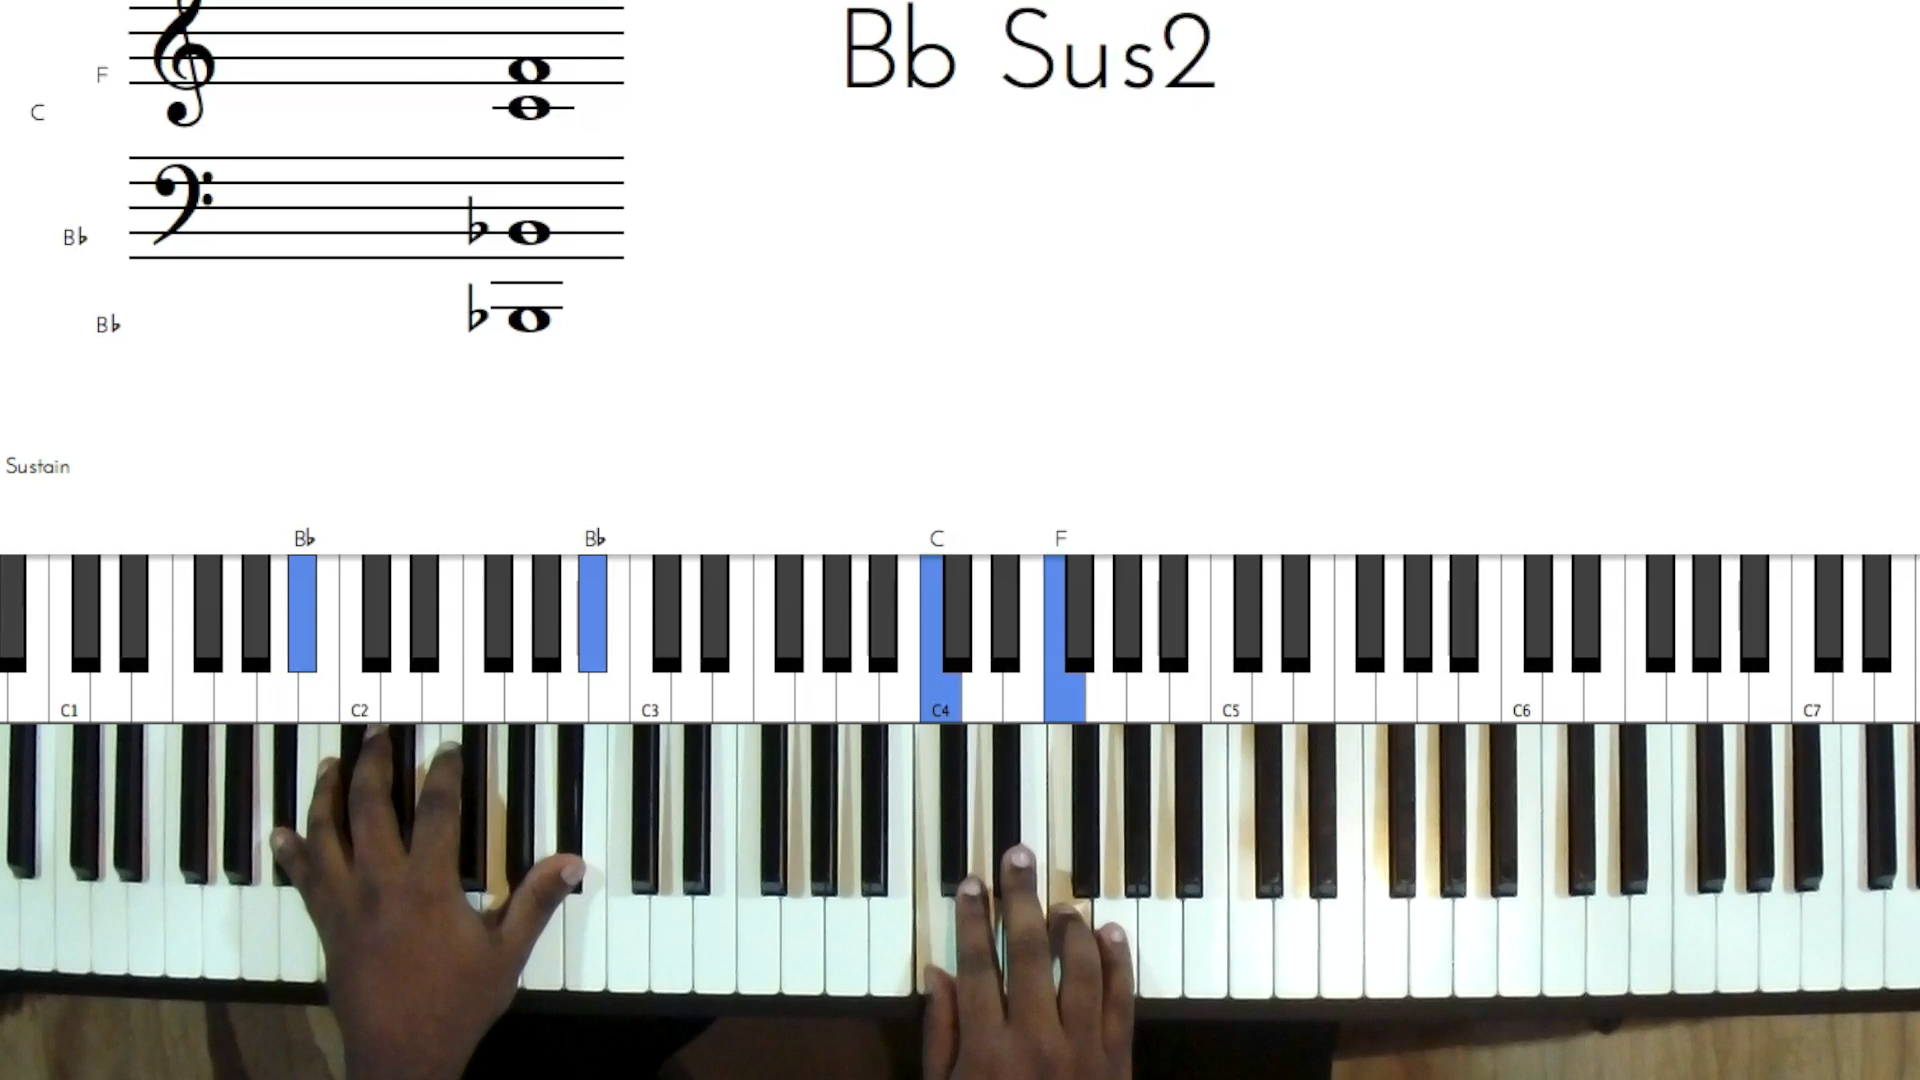 Bb Sus2
F
C
B♭
B♭
Sustain
B♭ B♭ C F
C1 C2 C3 C4 C5 C6 C7